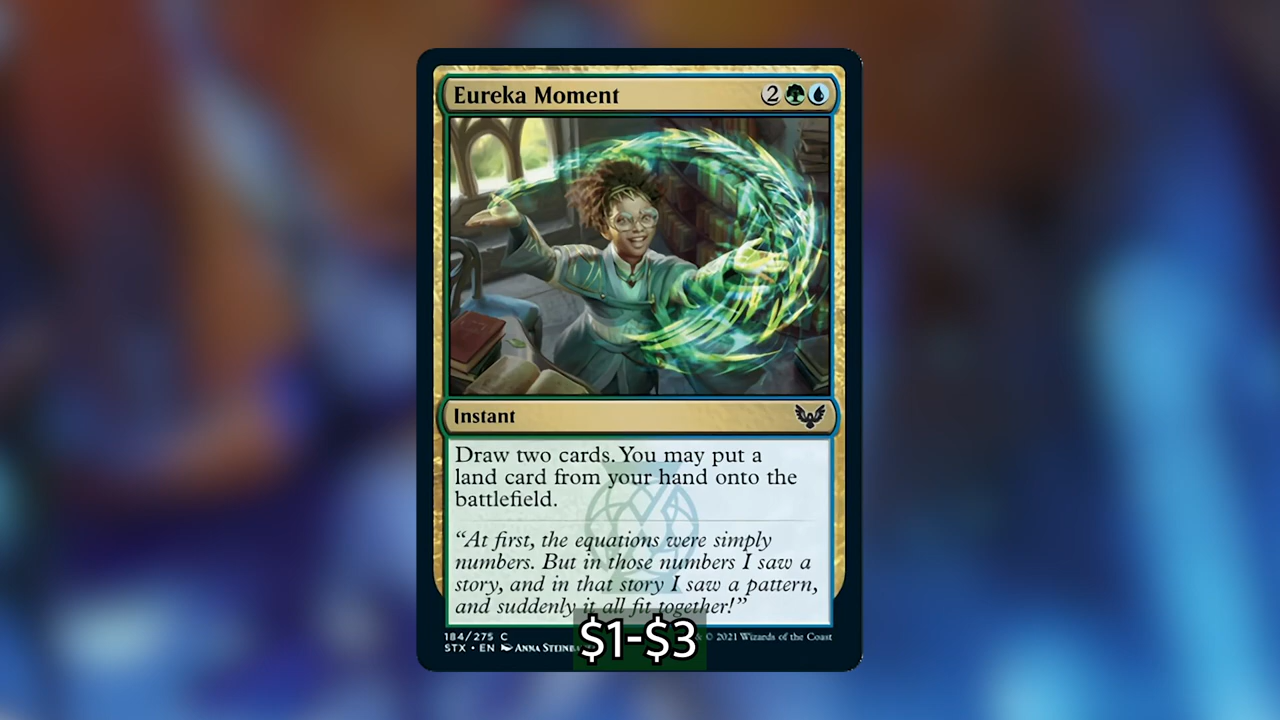 Eureka Moment 2
Instant
Draw two cards. You may put a
land card from your hand onto the
battlefield.
“At first, the equations were simply
numbers. But in those numbers I saw a
story, and in that story I saw a pattern,
and suddenly it all fit together!”
184/275 C
STX • EN ANNA
© 2021 Wizards of the Coast
$1-$3